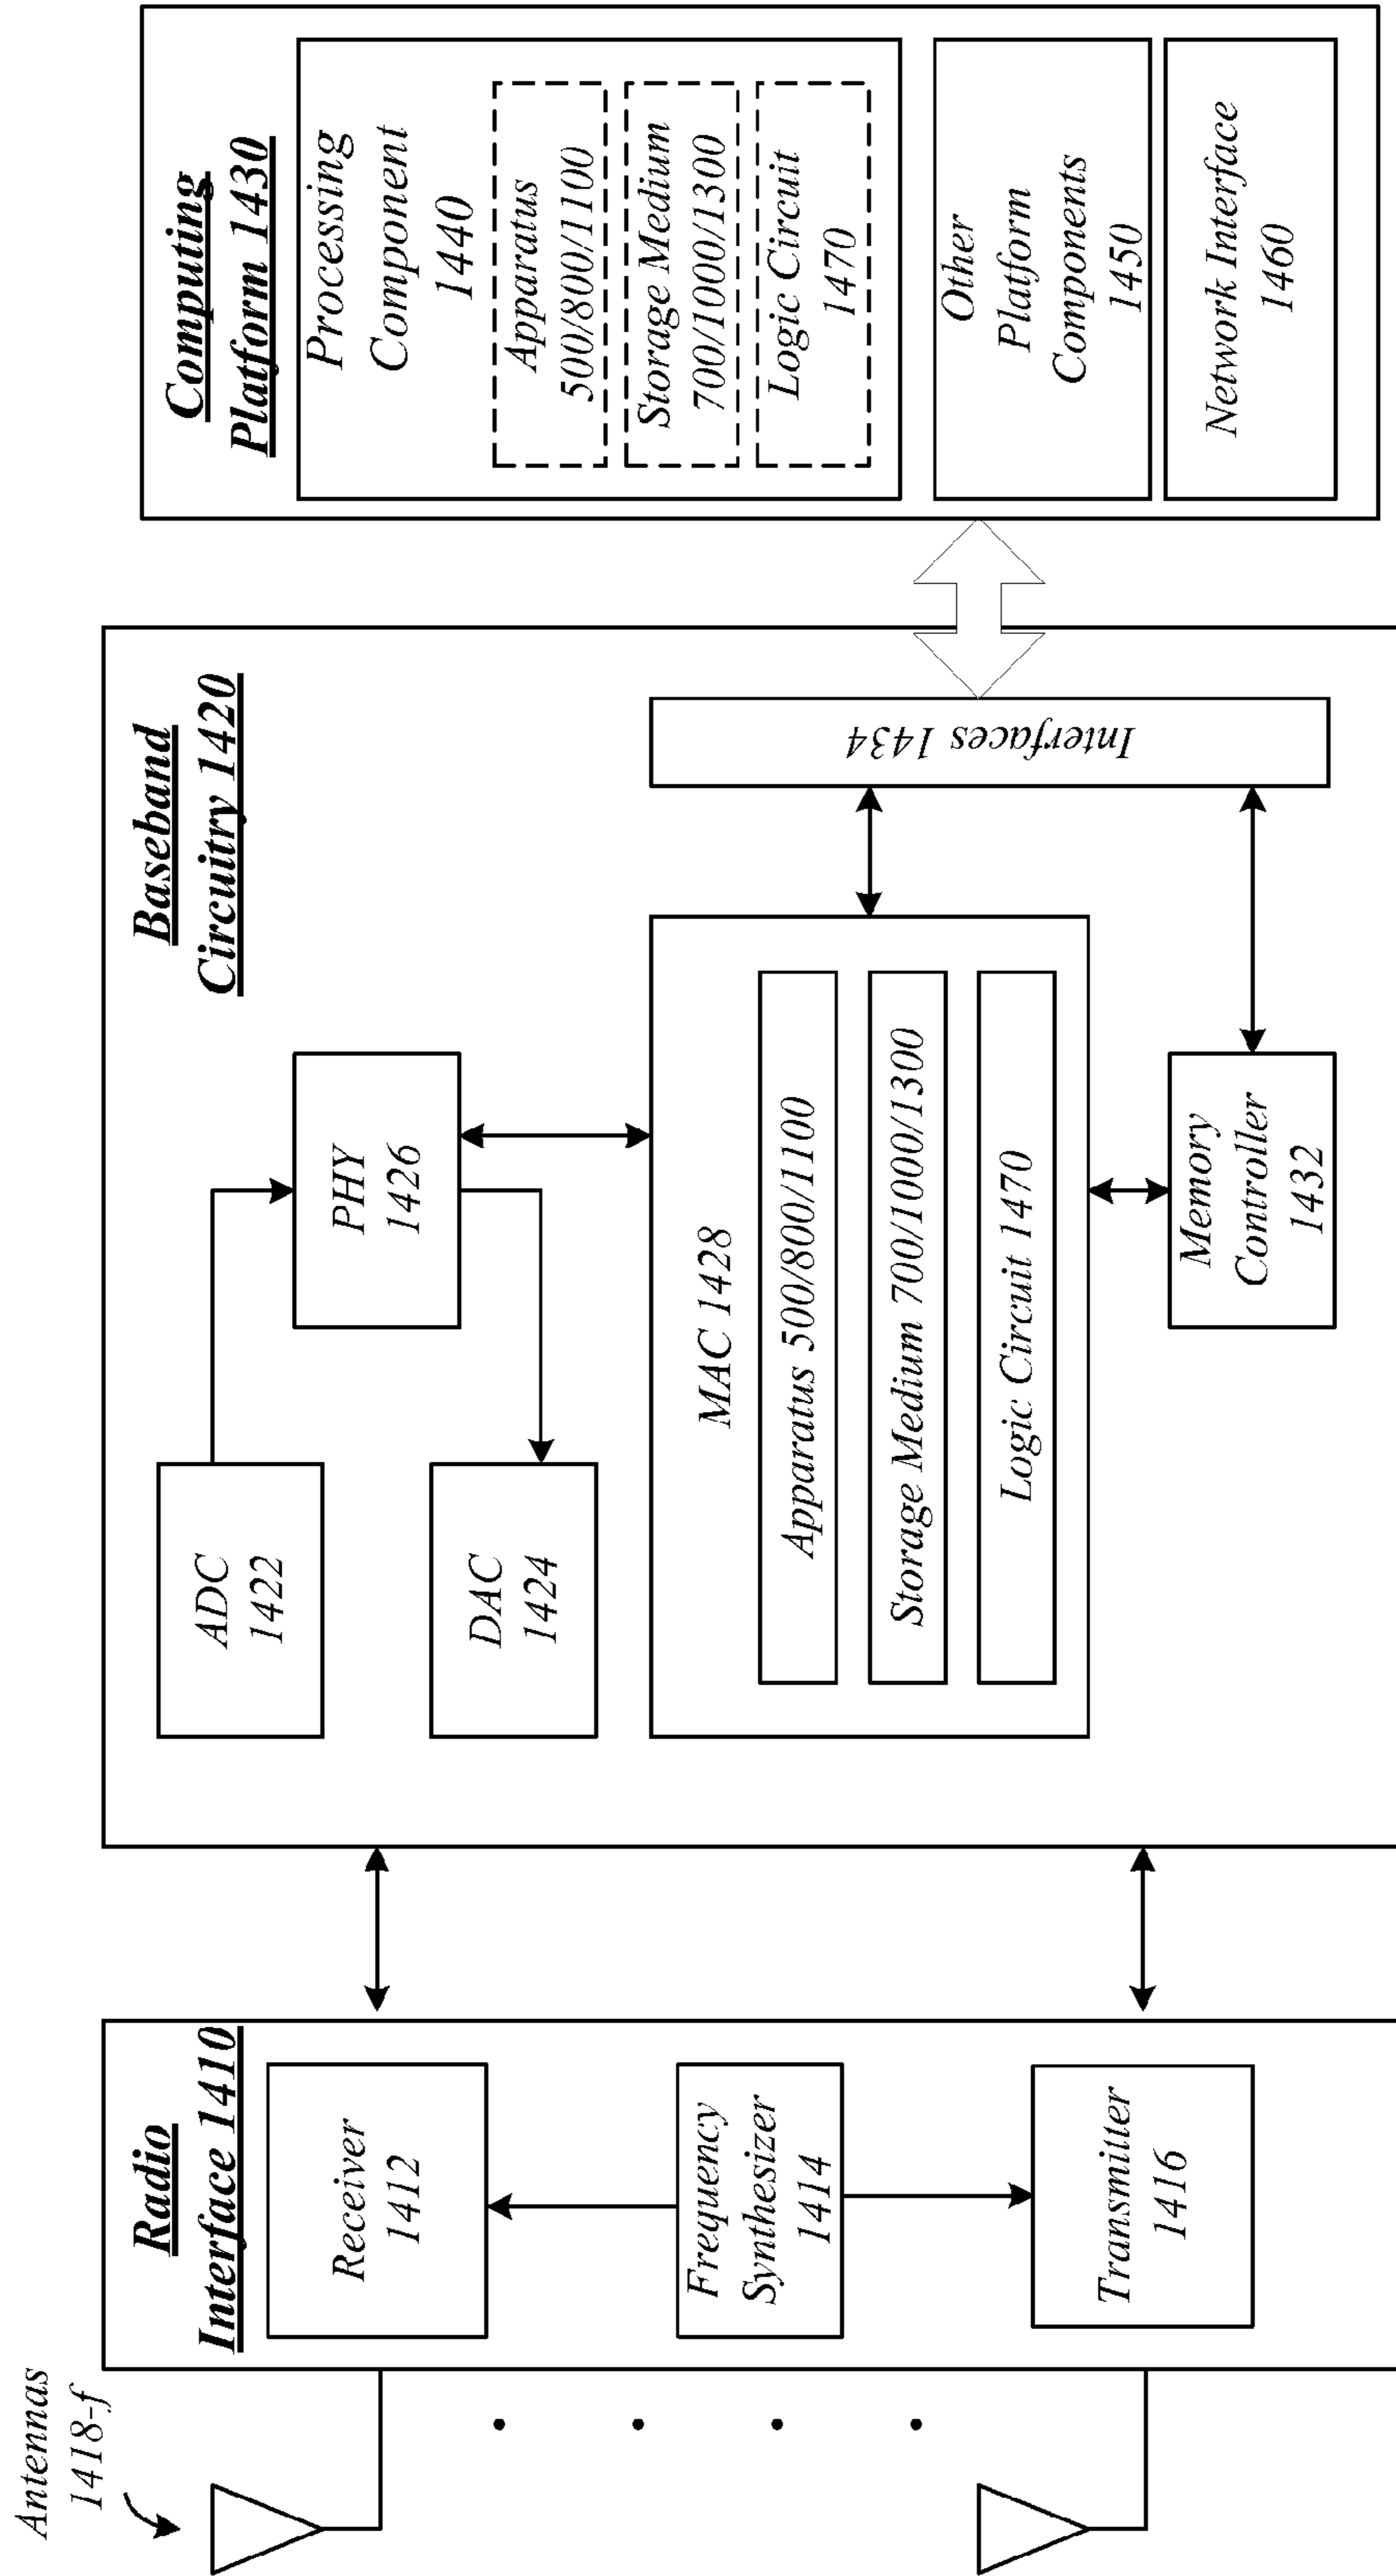 Antennas
1418-f
Radio
Interface 1410
Receiver
1412
Frequency
Synthesizer
1414
Transmitter
1416
Baseband
Circuitry 1420
ADC
1422
DAC
1424
PHY
1426
MAC 1428
Apparatus 500/800/1100
Storage Medium 700/1000/1300
Logic Circuit 1470
Memory
Controller
1432
Interfaces 1434
Computing
Platform 1430
Processing
Component
1440
Apparatus
500/800/1100
Storage Medium
700/1000/1300
Logic Circuit
1470
Other
Platform
Components
1450
Network Interface
1460